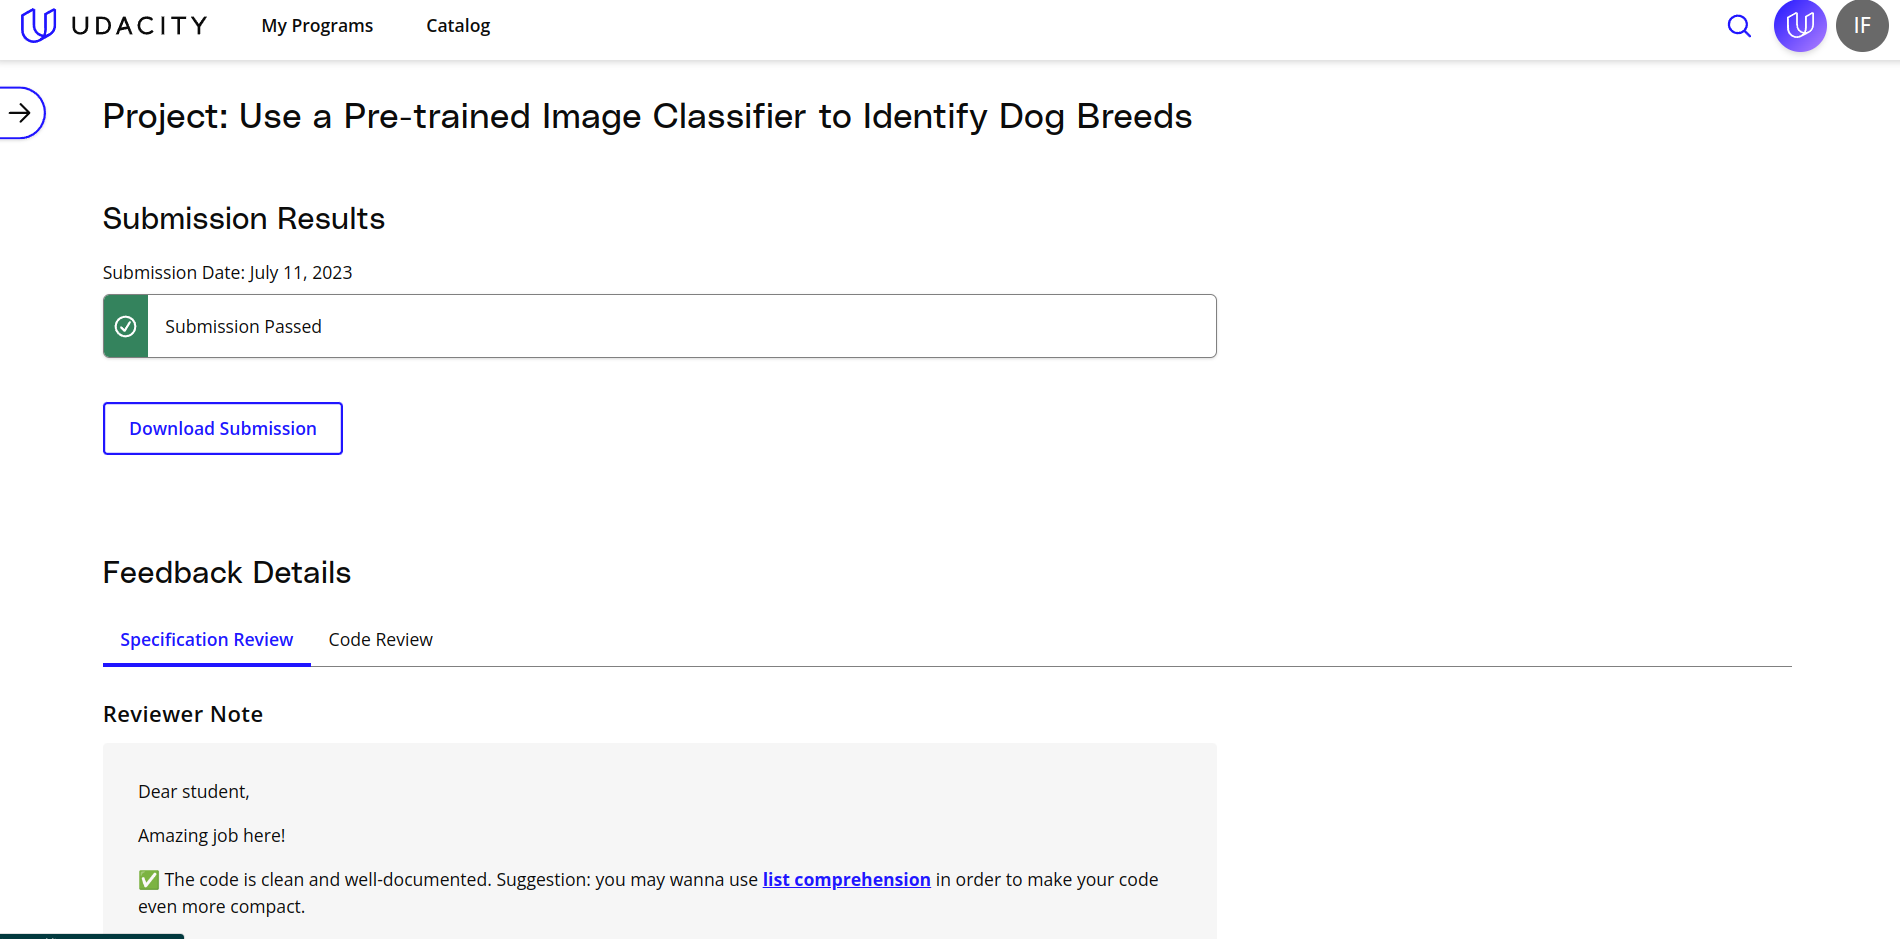 UDACITY My Programs Catalog IF
Project: Use a Pre-trained Image Classifier to Identify Dog Breeds
Submission Results
Submission Date: July 11, 2023
Submission Passed
Download Submission
Feedback Details
Specification Review Code Review
Reviewer Note
Dear student,
Amazing job here!
✅ The code is clean and well-documented. Suggestion: you may wanna use list comprehension in order to make your code
even more compact.